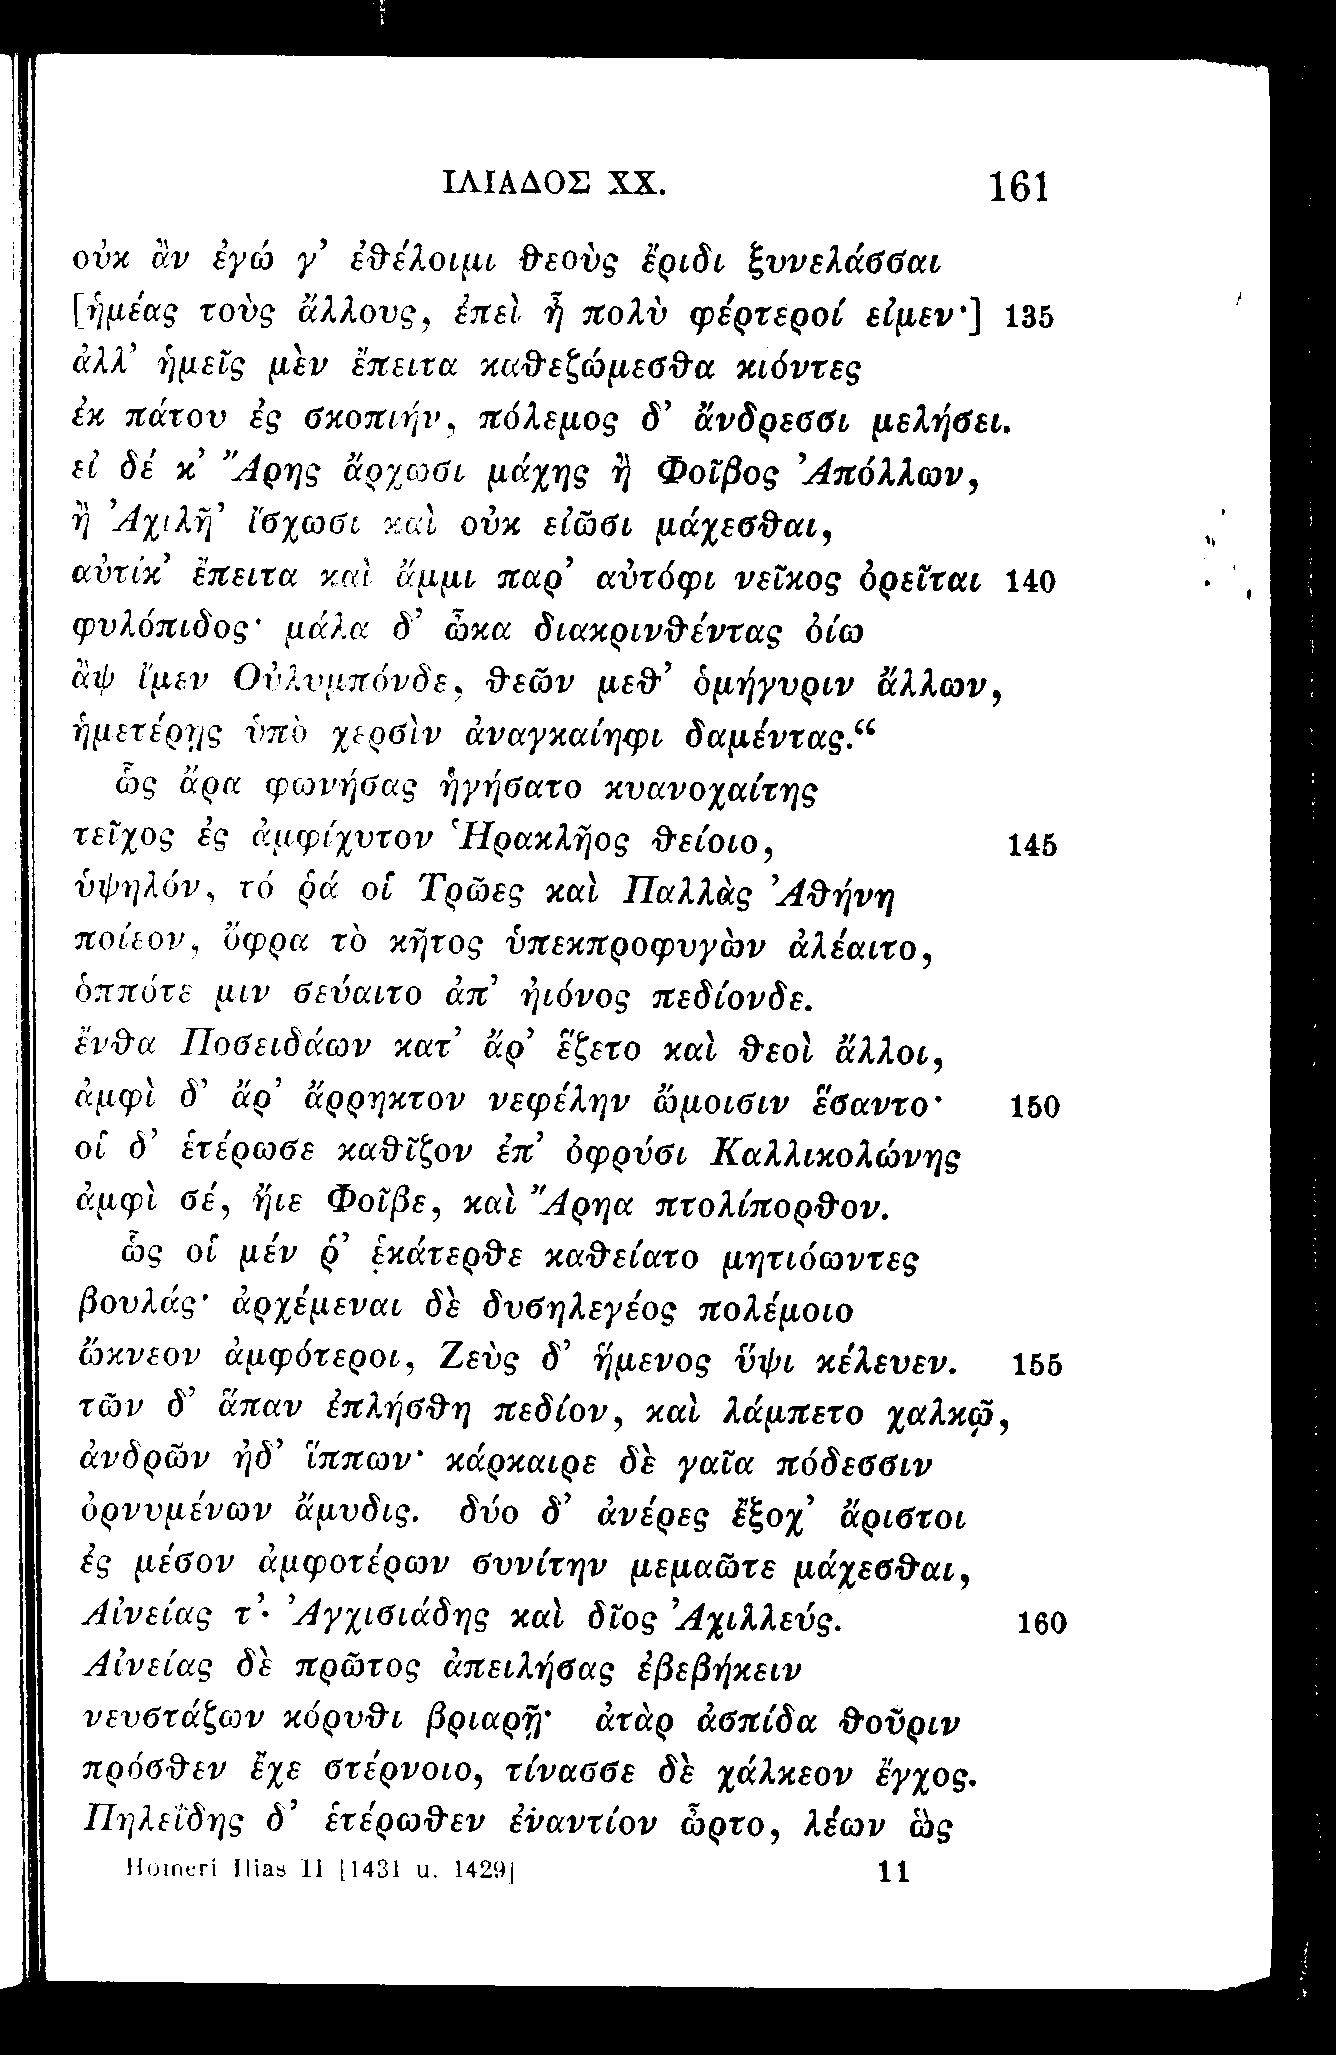 ΙΛΙΑΔΟΣ XX. 161
οὐκ ἂν ἐγώ γ’ ἐθέλοιμι θεοὺς ἔριδι ξυνελάσσαι
[ἡμέας τοὺς ἄλλους, ἐπεὶ ἦ πολὺ φέρτεροί εἰμεν·] 135
ἀλλ’ ἡμεῖς μὲν ἔπειτα καθεζώμεσθα κιόντες
ἐκ πάτου ἐς σκοπιήν, πόλεμος δ’ ἄνδρεσσι μελήσει.
εἰ δέ κ’ Ἄρης ἄρχωσι μάχης ἢ Φοῖβος Ἀπόλλων,
ἢ Ἀχιλῆ’ ἴσχωσι καὶ οὐκ εἰῶσι μάχεσθαι,
αὐτίκ’ ἔπειτα καὶ ἄμμι παρ’ αὐτόφι νεῖκος ὀρεῖται 140
φυλόπιδος· μάλα δ’ ὦκα διακρινθέντας ὀίω
ἂψ ἴμεν Οὐλυμπόνδε, θεῶν μεθ’ ὁμήγυριν ἄλλων,
ἡμετέρῃς ὑπὸ χερσὶν ἀναγκαίηφι δαμέντας.“
ὣς ἄρα φωνήσας ἡγήσατο κυανοχαίτης
τεῖχος ἐς ἀμφίχυτον Ἡρακλῆος θείοιο, 145
ὑψηλόν, τό ῥά οἱ Τρῶες καὶ Παλλὰς Ἀθήνη
ποίεον, ὄφρα τὸ κῆτος ὑπεκπροφυγὼν ἀλέαιτο,
ὁππότε μιν σεύαιτο ἀπ’ ἠιόνος πεδίονδε.
ἔνθα Ποσειδάων κατ’ ἄρ’ ἕζετο καὶ θεοὶ ἄλλοι,
ἀμφὶ δ’ ἄρ’ ἄρρηκτον νεφέλην ὤμοισιν ἕσαντο· 150
οἱ δ’ ἑτέρωσε καθῖζον ἐπ’ ὀφρύσι Καλλικολώνης
ἀμφὶ σέ, ἤιε Φοῖβε, καὶ Ἄρηα πτολίπορθον.
ὣς οἱ μέν ῥ’ ἑκάτερθε καθείατο μητιόωντες
βουλάς· ἀρχέμεναι δὲ δυσηλεγέος πολέμοιο
ὤκνεον ἀμφότεροι, Ζεὺς δ’ ἥμενος ὕψι κέλευεν. 155
τῶν δ’ ἅπαν ἐπλήσθη πεδίον, καὶ λάμπετο χαλκῷ,
ἀνδρῶν ἠδ’ ἵππων· κάρκαιρε δὲ γαῖα πόδεσσιν
ὀρνυμένων ἄμυδις. δύο δ’ ἀνέρες ἔξοχ’ ἄριστοι
ἐς μέσον ἀμφοτέρων συνίτην μεμαῶτε μάχεσθαι,
Αἰνείας τ’· Ἀγχισιάδης καὶ δῖος Ἀχιλλεύς. 160
Αἰνείας δὲ πρῶτος ἀπειλήσας ἐβεβήκειν
νευστάζων κόρυθι βριαρῇ· ἀτὰρ ἀσπίδα θοῦριν
πρόσθεν ἔχε στέρνοιο, τίνασσε δὲ χάλκεον ἔγχος.
Πηλεΐδης δ’ ἑτέρωθεν ἐναντίον ὦρτο, λέων ὣς
Homeri Ilias II [1431 u. 1429] 11